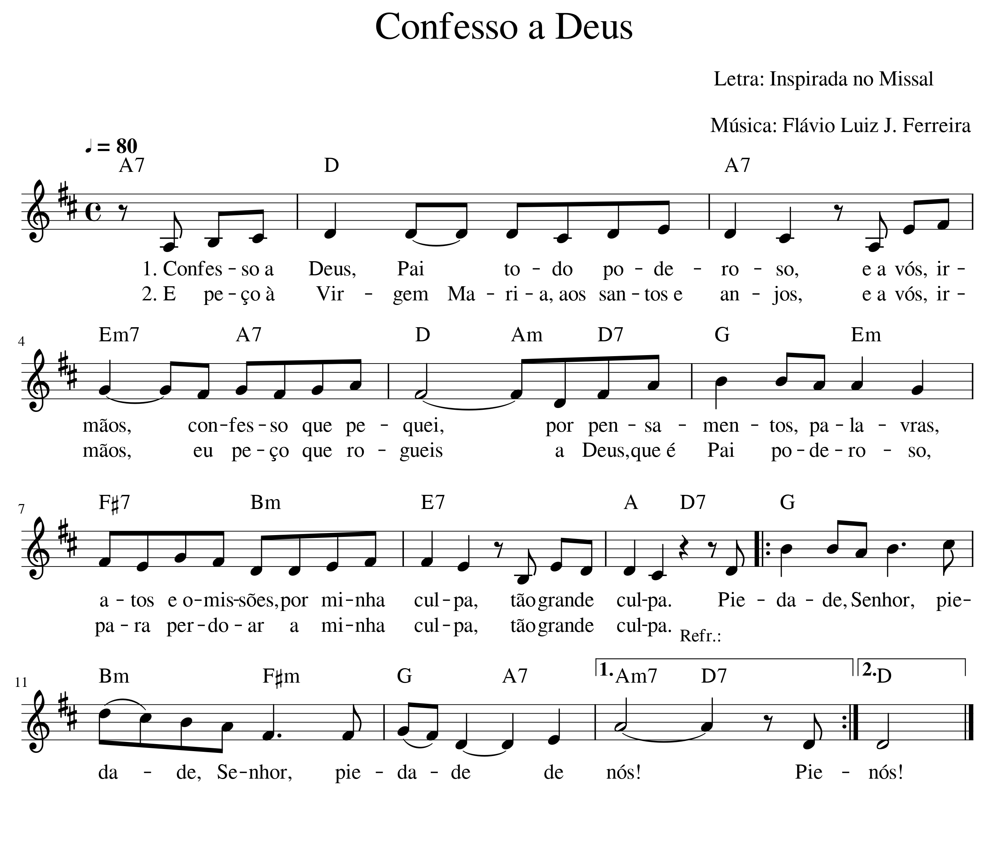 Confesso a Deus
Letra: Inspirada no Missal
Música: Flávio Luiz J. Ferreira
♩ = 80
A7 D A7
1. Confes - so a Deus, Pai to - do po - de - ro - so, e a vós, ir -
2. E pe - ço à Vir - gem Ma - ri - a, aos san - tos e an - jos, e a vós, ir -
4 Em7 A7 D Am D7 G Em
mãos, con - fes - so que pe - quei, por pen - sa - men - tos, pa - la - vras,
mãos, eu pe - ço que ro - gueis a Deus, que é Pai po - de - ro - so,
7 F♯7 Bm E7 A D7 G
a - tos e o - mis - sões, por mi - nha cul - pa, tão grande cul - pa. Pie - da - de, Senhor, pie -
pa - ra per - do - ar a mi - nha cul - pa, tão grande cul - pa.
Refr.:
11 Bm F♯m G A7 1. Am7 D7 2. D
da - de, Se - nhor, pie - da - de de nós! Pie - nós!